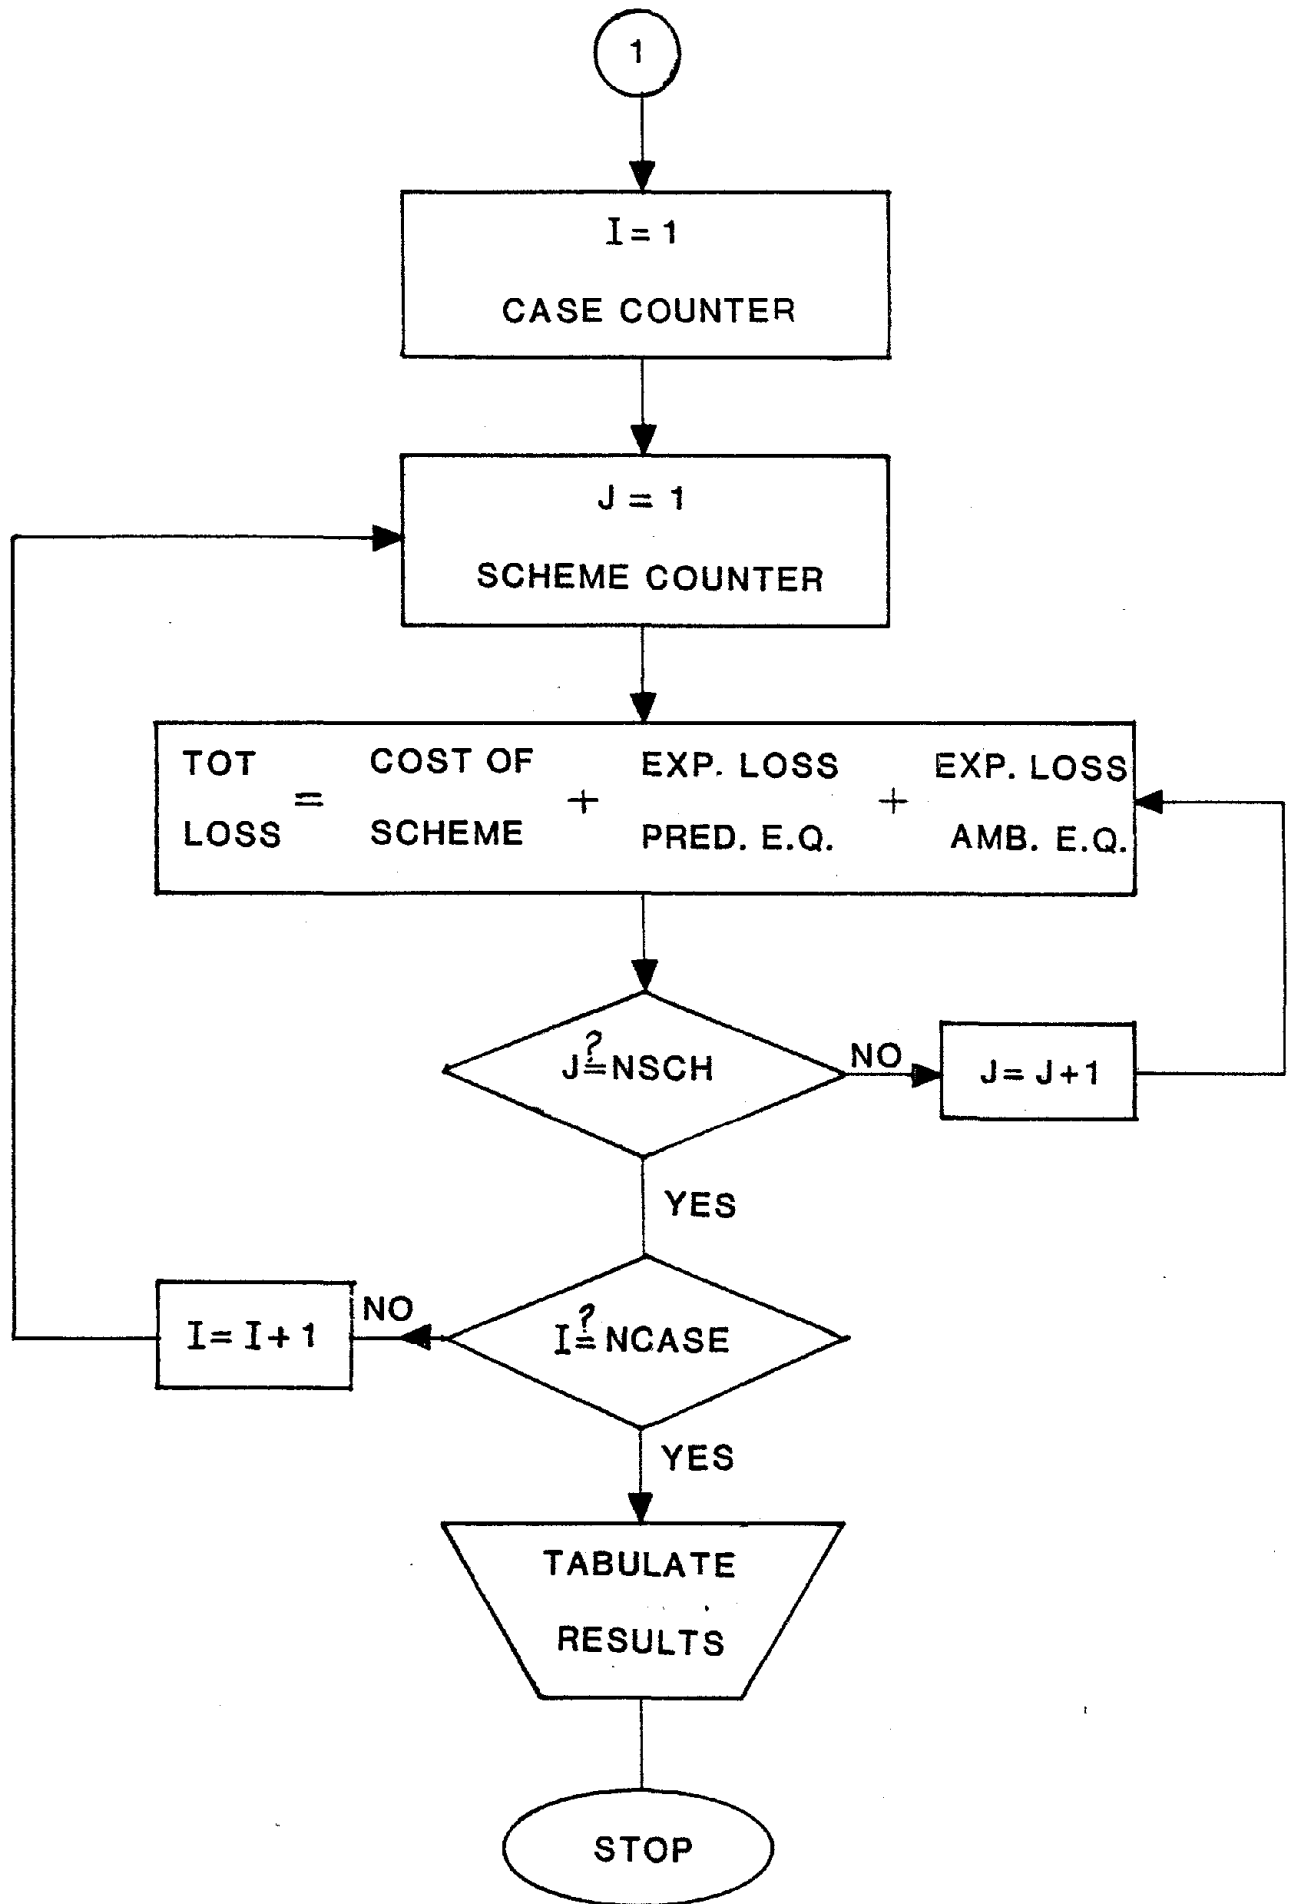 1
I = 1
CASE COUNTER
J = 1
SCHEME COUNTER
TOT LOSS = COST OF SCHEME + EXP. LOSS PRED. E.Q. + EXP. LOSS AMB. E.Q.
J ?= NSCH
NO
J = J+1
YES
I ?= NCASE
NO
I = I + 1
YES
TABULATE
RESULTS
STOP